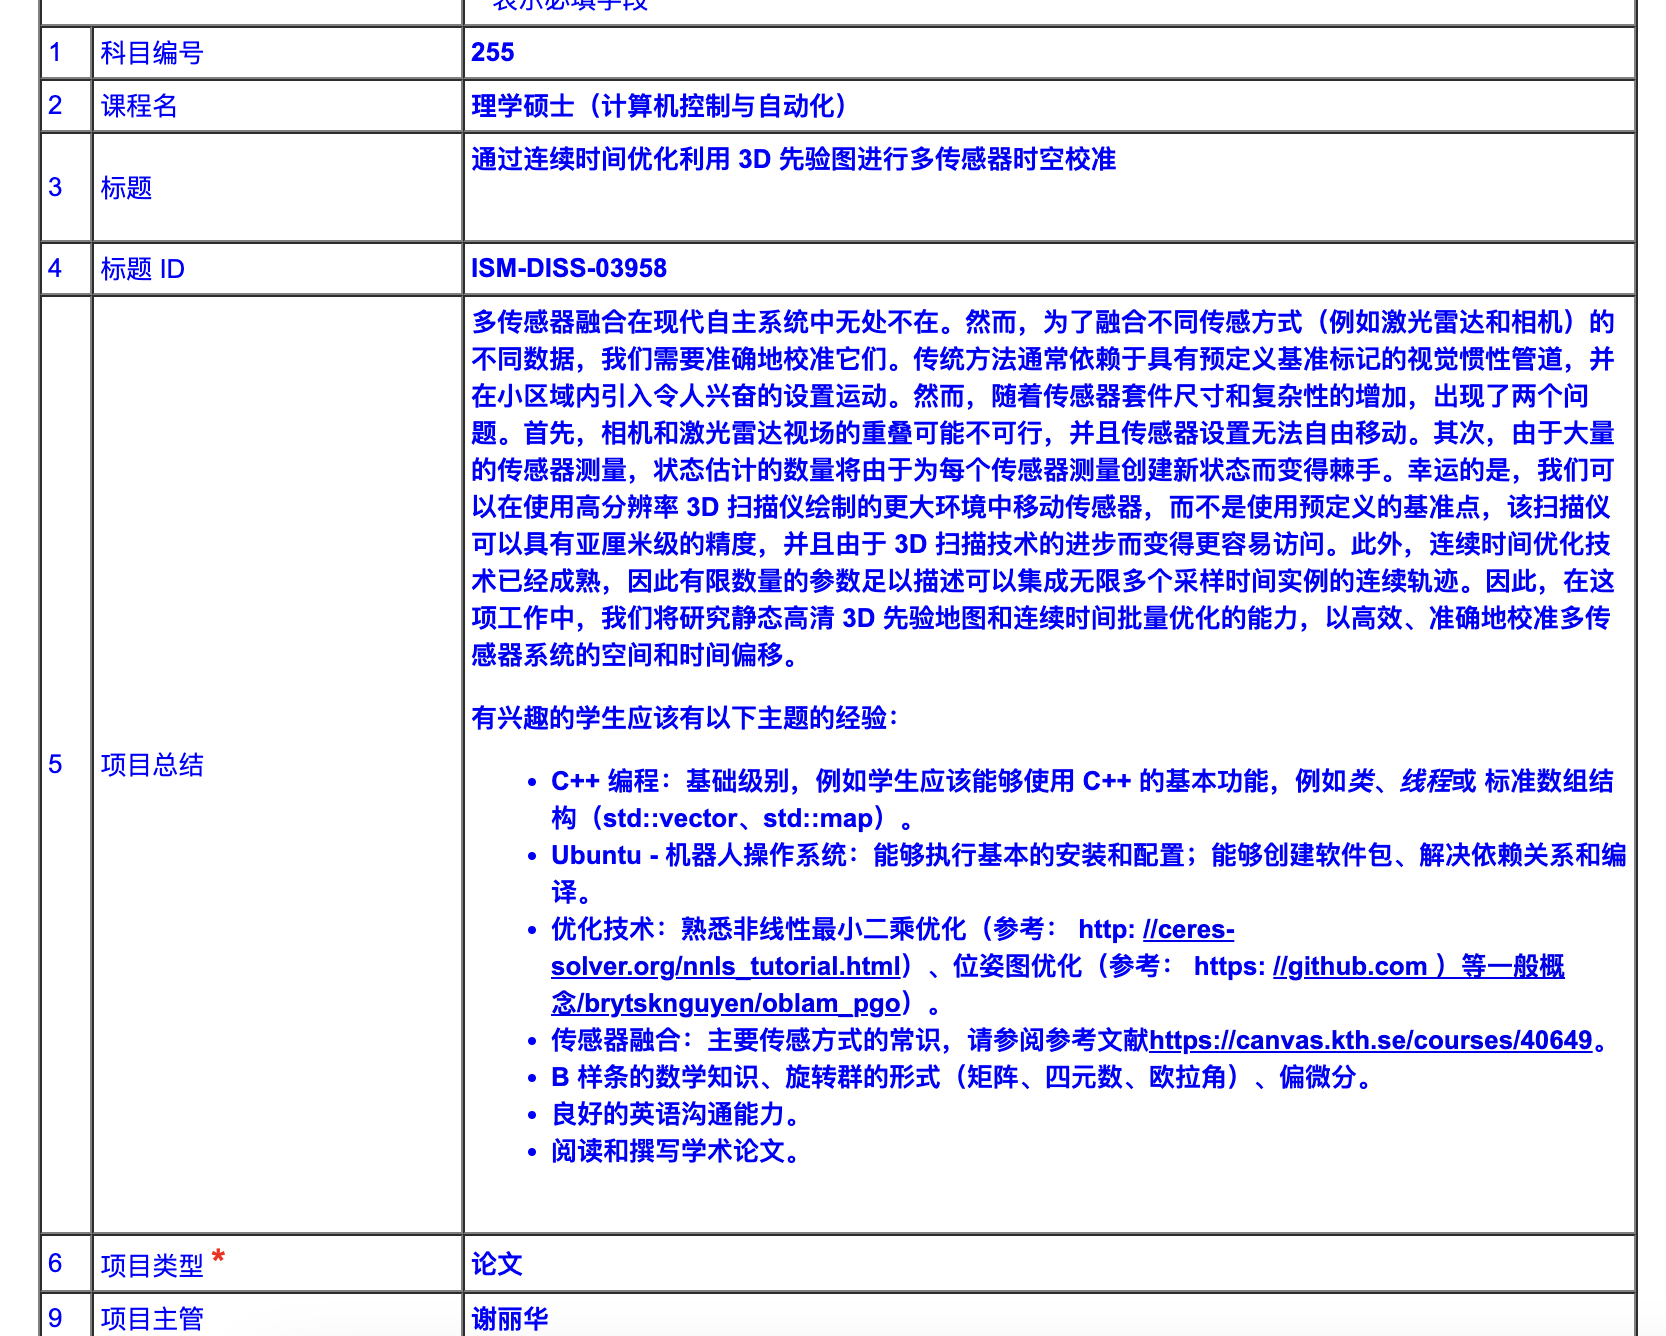 表示必填字段
1 科目编号 255
2 课程名 理学硕士（计算机控制与自动化）
3 标题 通过连续时间优化利用 3D 先验图进行多传感器时空校准
4 标题 ID ISM-DISS-03958
5 项目总结
多传感器融合在现代自主系统中无处不在。然而，为了融合不同传感方式（例如激光雷达和相机）的
不同数据，我们需要准确地校准它们。传统方法通常依赖于具有预定义基准标记的视觉惯性管道，并
在小区域内引入令人兴奋的设置运动。然而，随着传感器套件尺寸和复杂性的增加，出现了两个问
题。首先，相机和激光雷达视场的重叠可能不可行，并且传感器设置无法自由移动。其次，由于大量
的传感器测量，状态估计的数量将由于为每个传感器测量创建新状态而变得棘手。幸运的是，我们可
以在使用高分辨率 3D 扫描仪绘制的更大环境中移动传感器，而不是使用预定义的基准点，该扫描仪
可以具有亚厘米级的精度，并且由于 3D 扫描技术的进步而变得更容易访问。此外，连续时间优化技
术已经成熟，因此有限数量的参数足以描述可以集成无限多个采样时间实例的连续轨迹。因此，在这
项工作中，我们将研究静态高清 3D 先验地图和连续时间批量优化的能力，以高效、准确地校准多传
感器系统的空间和时间偏移。
有兴趣的学生应该有以下主题的经验：
• C++ 编程：基础级别，例如学生应该能够使用 C++ 的基本功能，例如类、线程或 标准数组结
构（std::vector、std::map）。
• Ubuntu - 机器人操作系统：能够执行基本的安装和配置；能够创建软件包、解决依赖关系和编
译。
• 优化技术：熟悉非线性最小二乘优化（参考： http: //ceres-
solver.org/nnls_tutorial.html）、位姿图优化（参考： https: //github.com ）等一般概
念/brytsknguyen/oblam_pgo）。
• 传感器融合：主要传感方式的常识，请参阅参考文献https://canvas.kth.se/courses/40649。
• B 样条的数学知识、旋转群的形式（矩阵、四元数、欧拉角）、偏微分。
• 良好的英语沟通能力。
• 阅读和撰写学术论文。
6 项目类型 * 论文
9 项目主管 谢丽华